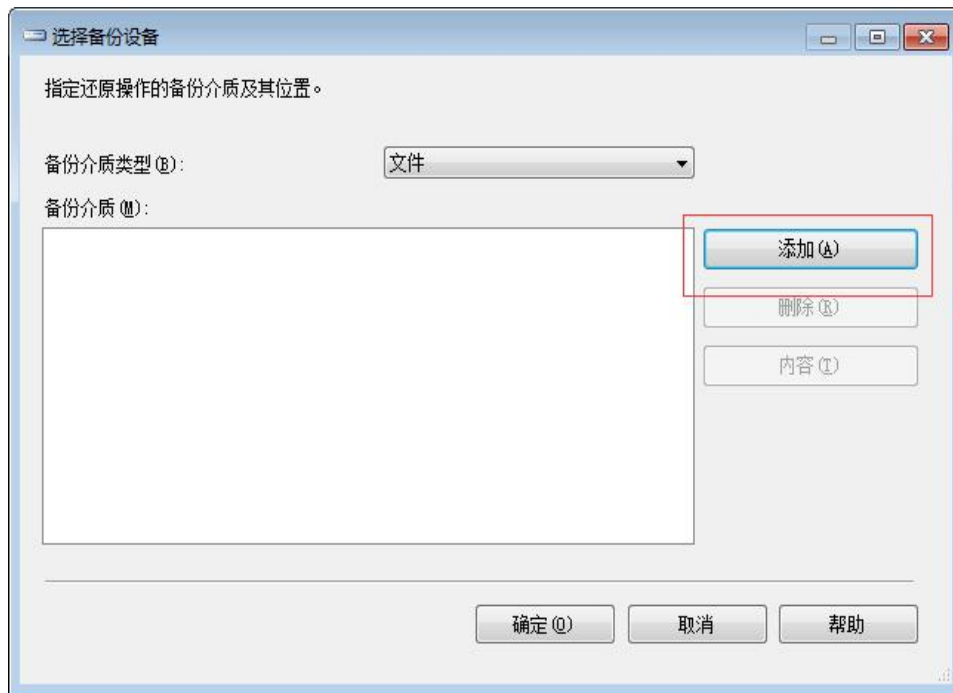 选择备份设备
指定还原操作的备份介质及其位置。
备份介质类型(B):
文件
备份介质(M):
添加(A)
删除(R)
内容(T)
确定(O)
取消
帮助